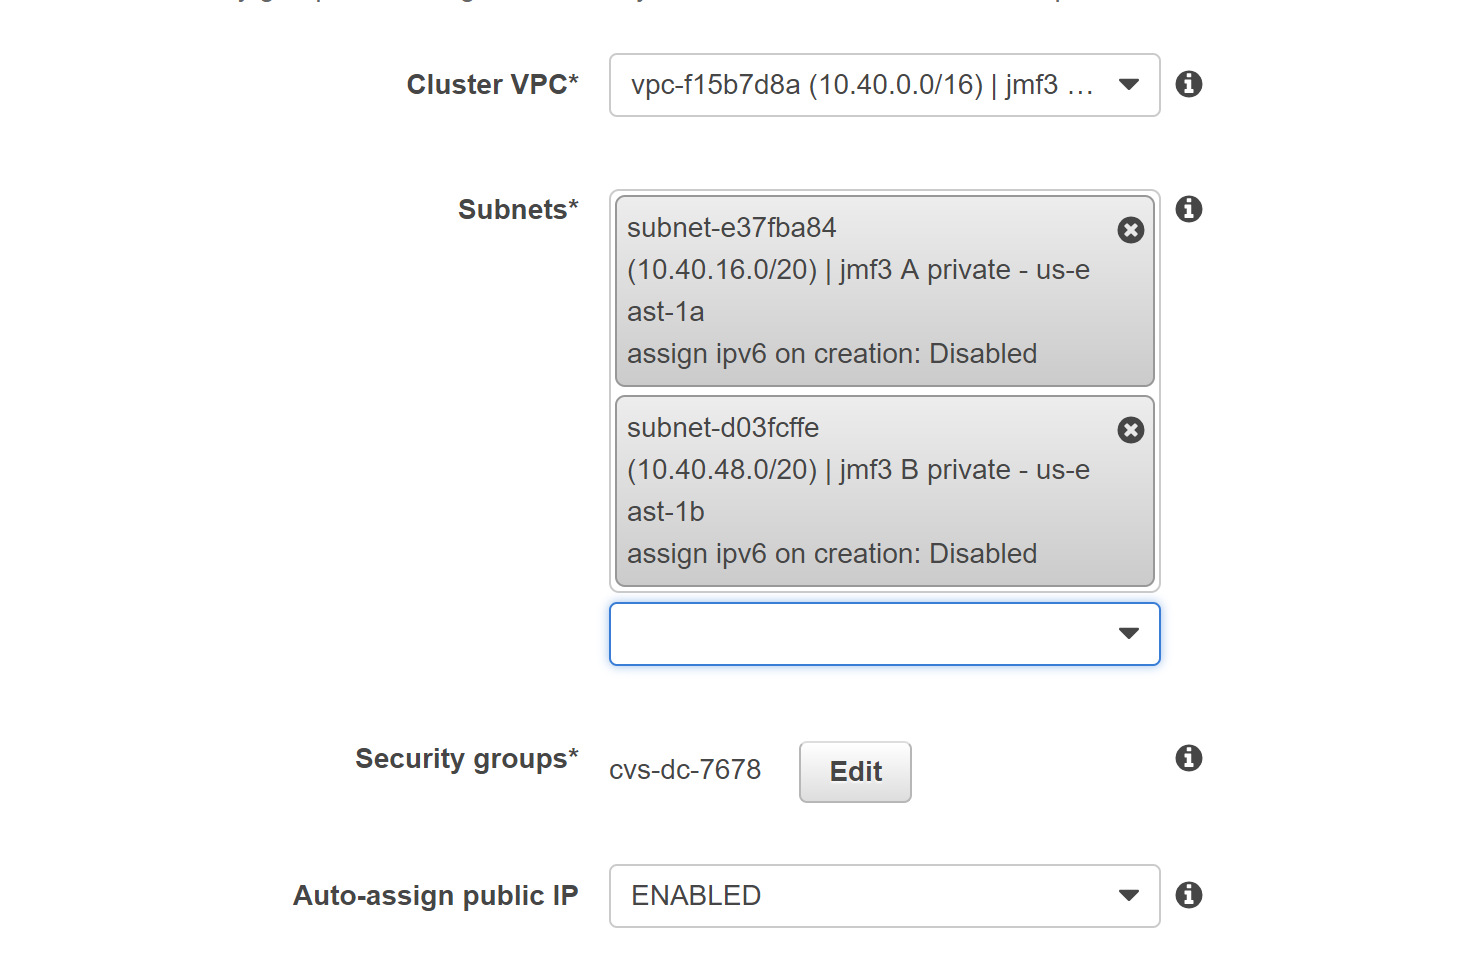 Cluster VPC*
vpc-f15b7d8a (10.40.0.0/16) | jmf3 …
Subnets*
subnet-e37fba84
(10.40.16.0/20) | jmf3 A private - us-e
ast-1a
assign ipv6 on creation: Disabled
subnet-d03fcffe
(10.40.48.0/20) | jmf3 B private - us-e
ast-1b
assign ipv6 on creation: Disabled
Security groups*
cvs-dc-7678
Edit
Auto-assign public IP
ENABLED